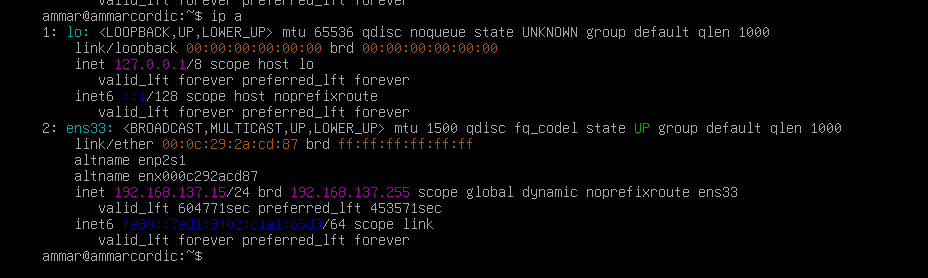 valid_lft forever preferred_lft forever
ammar@ammarcordic:~$ ip a
1: lo: <LOOPBACK,UP,LOWER_UP> mtu 65536 qdisc noqueue state UNKNOWN group default qlen 1000
link/loopback 00:00:00:00:00:00 brd 00:00:00:00:00:00
inet 127.0.0.1/8 scope host lo
valid_lft forever preferred_lft forever
inet6 ::1/128 scope host noprefixroute
valid_lft forever preferred_lft forever
2: ens33: <BROADCAST,MULTICAST,UP,LOWER_UP> mtu 1500 qdisc fq_codel state UP group default qlen 1000
link/ether 00:0c:29:2a:cd:87 brd ff:ff:ff:ff:ff:ff
altname enp2s1
altname enx000c292acd87
inet 192.168.137.15/24 brd 192.168.137.255 scope global dynamic noprefixroute ens33
valid_lft 604771sec preferred_lft 453571sec
inet6 /64 scope link
valid_lft forever preferred_lft forever
ammar@ammarcordic:~$